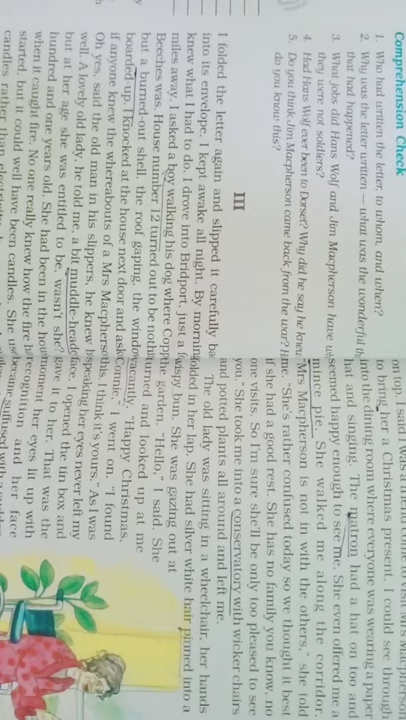 Comprehension Check
1. Who had written the letter, to whom, and when?
2. Why was the letter written — what was the wonderful
that had happened?
3. What jobs did Hans Wolf and Jim Macpherson have
they were not soldiers?
4. Had Hans Wolf ever been to Dorset? Why did he say he knew
5. Do you think Jim Macpherson came back from the war?
do you know this?
III
I folded the letter again and slipped it carefully
into its envelope. I kept awake all night. By morning
knew what I had to do. I drove into Bridport, just a
miles away. I asked a boy walking his dog where
Beeches was. House number 12 turned out to be
but a burned-out shell, the roof gaping, the
boarded-up. I knocked at the house next door and
if anyone knew the whereabouts of a Mrs
Oh yes, said the old man in his slippers, he knew
well. A lovely old lady, he told me, a bit muddle-headed,
but at her age she was entitled to be, wasn't she?
hundred and one years old. She had been in the
when it caught fire. No one really knew how the fire
started, but it could well have been candles. She
candles rather than
on top. I said I was a friend come to visit Mrs Macpherson
to bring her a Christmas present. I could see through
into the dining room where everyone was wearing a paper
hat and singing. The matron had a hat on too and
seemed happy enough to see me. She even offered me a
mince pie. She walked me along the corridor.
"Mrs Macpherson is not in with the others," she told
me. "She's rather confused today so we thought it best
if she had a good rest. She has no family you know, no
one visits. So I'm sure she'll be only too pleased to see
you." She took me into a conservatory with wicker chairs
and potted plants all around and left me.
The old lady was sitting in a wheelchair, her hands
folded in her lap. She had silver white hair pinned into a
wispy bun. She was gazing out at
the garden. "Hello," I said. She
turned and looked up at me
vacantly. "Happy Christmas,
Connie," I went on. "I found
this. I think it's yours." As I was
speaking her eyes never left my
face. I opened the tin box and
gave it to her. That was the
moment her eyes lit up with
recognition and her face
became suffused with a